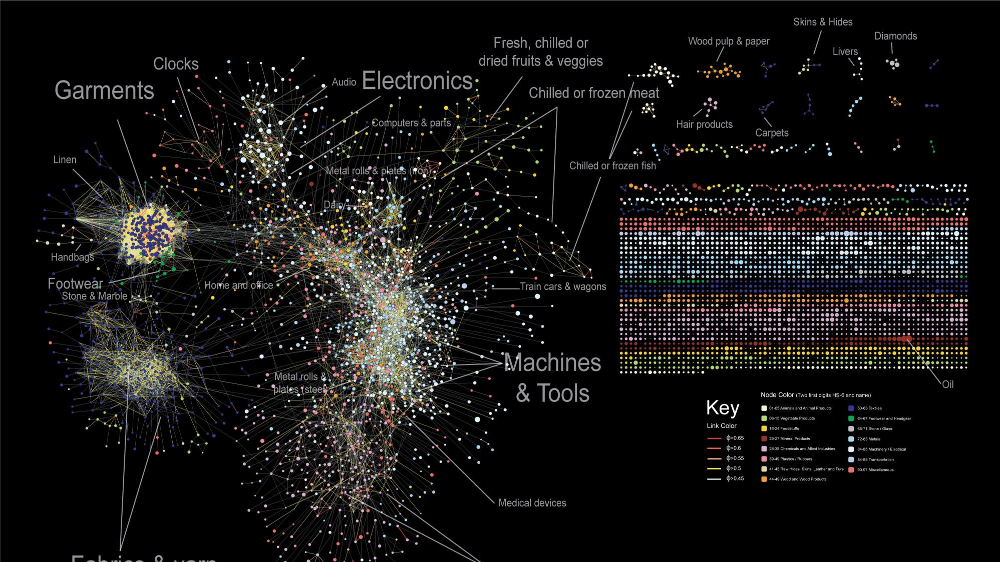 Skins & Hides
Diamonds
Wood pulp & paper
Livers
Fresh, chilled or
dried fruits & veggies
Clocks
Garments
Audio
Electronics
Chilled or frozen meat
Computers & parts
Hair products
Carpets
Linen
Chilled or frozen fish
Metal rolls & plates (iron)
Dairy
Handbags
Footwear
Stone & Marble
Home and office
Train cars & wagons
Machines
& Tools
Metal rolls &
plates (steel)
Oil
Medical devices
Fabrics & yarn
Key
Link Color
ϕ>0.65
ϕ>0.6
ϕ>0.55
ϕ>0.5
ϕ>0.45
Node Color (Two first digits HS-6 and name)
01-05 Animals and Animal Products
06-15 Vegetable Products
16-24 Foodstuffs
25-27 Mineral Products
28-38 Chemicals and Allied Industries
39-49 Plastics / Rubbers
41-43 Raw Hides, Skins, Leather and Furs
44-49 Wood and Wood Products
50-63 Textiles
64-67 Footwear and Headgear
68-71 Stone / Glass
72-83 Metals
84-85 Machinery / Electrical
84-85 Transportation
90-97 Miscellaneous